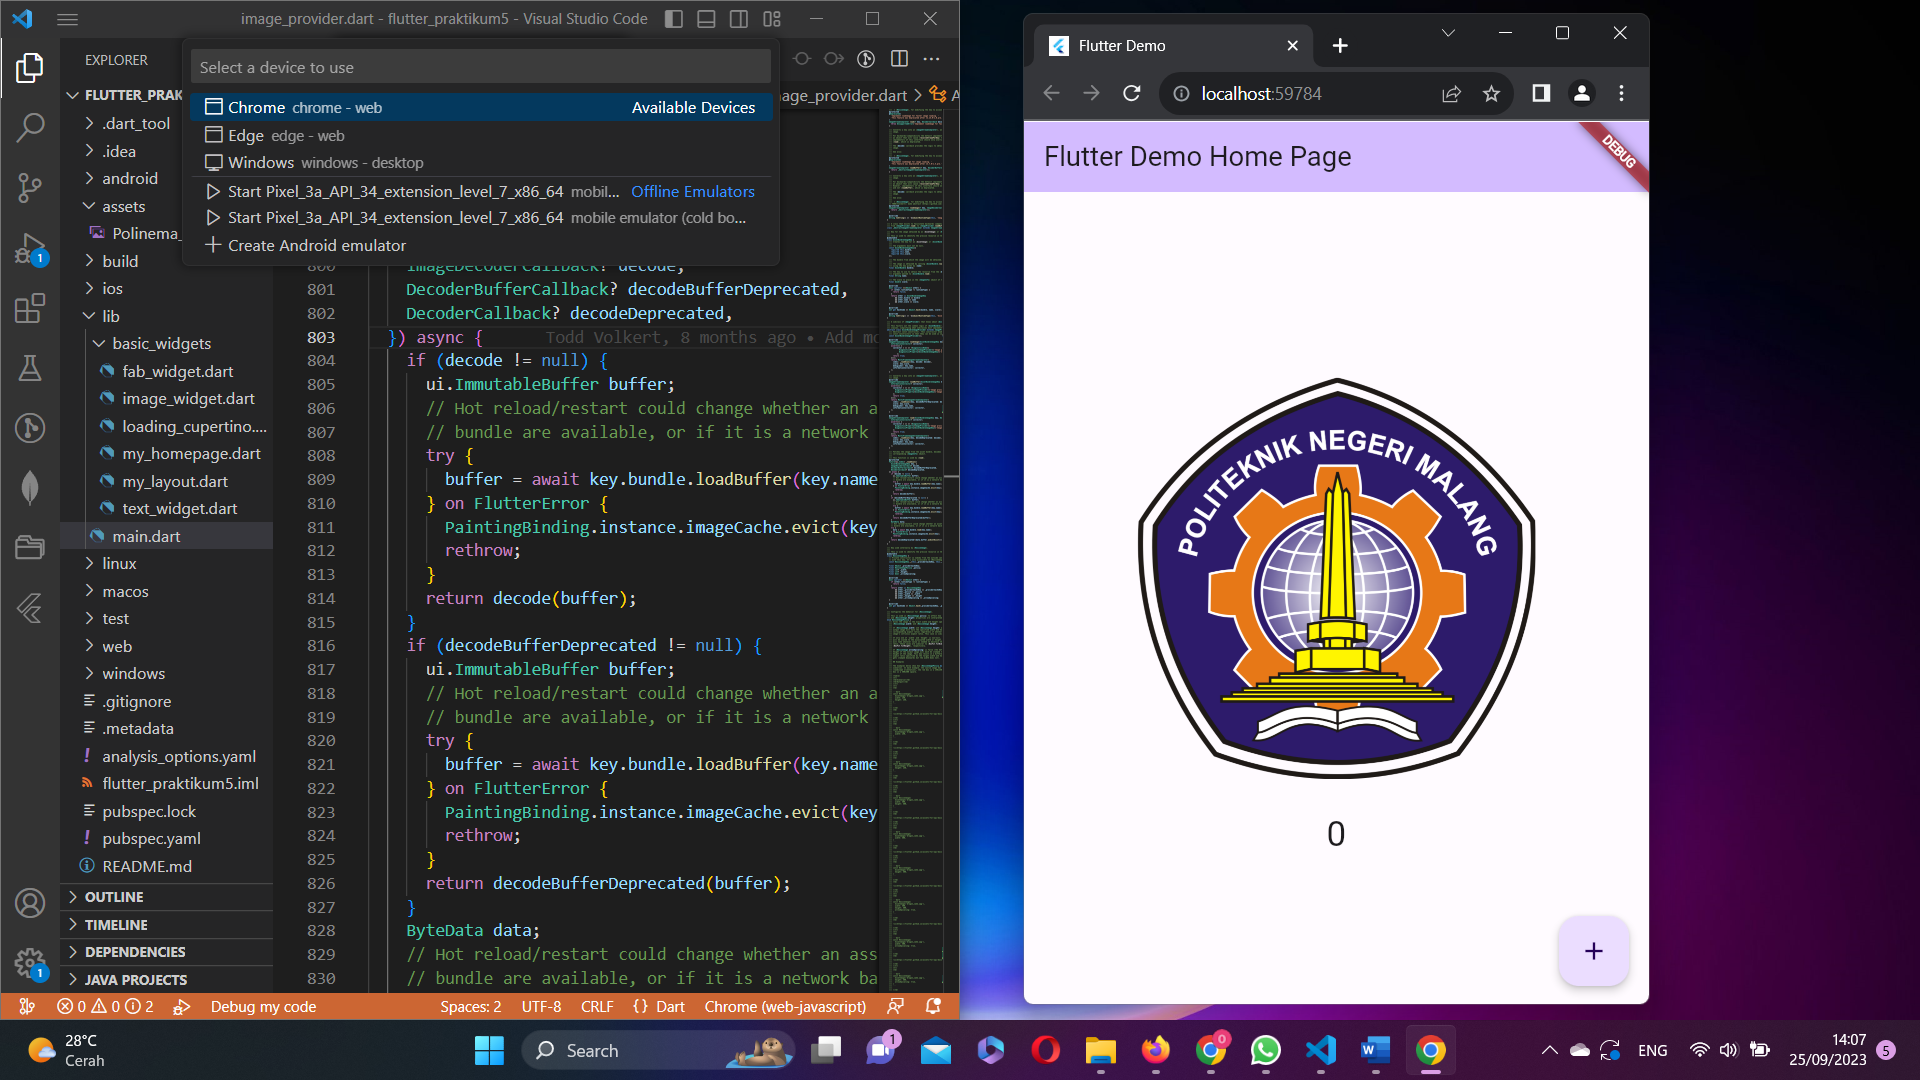 image_provider.dart - flutter_praktikum5 - Visual Studio Code
EXPLORER
FLUTTER_PRAK
.dart_tool
.idea
android
assets
Polinema_
build
ios
lib
basic_widgets
fab_widget.dart
image_widget.dart
loading_cupertino....
my_homepage.dart
my_layout.dart
text_widget.dart
main.dart
linux
macos
test
web
windows
.gitignore
.metadata
analysis_options.yaml
flutter_praktikum5.iml
pubspec.lock
pubspec.yaml
README.md
OUTLINE
TIMELINE
DEPENDENCIES
JAVA PROJECTS
Select a device to use
Chrome chrome - web Available Devices
Edge edge - web
Windows windows - desktop
Start Pixel_3a_API_34_extension_level_7_x86_64 mobil... Offline Emulators
Start Pixel_3a_API_34_extension_level_7_x86_64 mobile emulator (cold bo...
Create Android emulator
age_provider.dart > A
800 ImageDecoderCallback? decode,
801 DecoderBufferCallback? decodeBufferDeprecated,
802 DecoderCallback? decodeDeprecated,
803 }) async { Todd Volkert, 8 months ago • Add mo
804 if (decode != null) {
805 ui.ImmutableBuffer buffer;
806 // Hot reload/restart could change whether an a
807 // bundle are available, or if it is a network
808 try {
809 buffer = await key.bundle.loadBuffer(key.name
810 } on FlutterError {
811 PaintingBinding.instance.imageCache.evict(key
812 rethrow;
813 }
814 return decode(buffer);
815 }
816 if (decodeBufferDeprecated != null) {
817 ui.ImmutableBuffer buffer;
818 // Hot reload/restart could change whether an a
819 // bundle are available, or if it is a network
820 try {
821 buffer = await key.bundle.loadBuffer(key.name
822 } on FlutterError {
823 PaintingBinding.instance.imageCache.evict(key
824 rethrow;
825 }
826 return decodeBufferDeprecated(buffer);
827 }
828 ByteData data;
829 // Hot reload/restart could change whether an ass
830 // bundle are available, or if it is a network ba
1
1
0 0 2 Debug my code Spaces: 2 UTF-8 CRLF {} Dart Chrome (web-javascript)
Flutter Demo
localhost:59784
Flutter Demo Home Page
DEBUG
POLITEKNIK NEGERI MALANG
0
+
28°C
Cerah
Search
1
0
ENG
14:07
25/09/2023
5